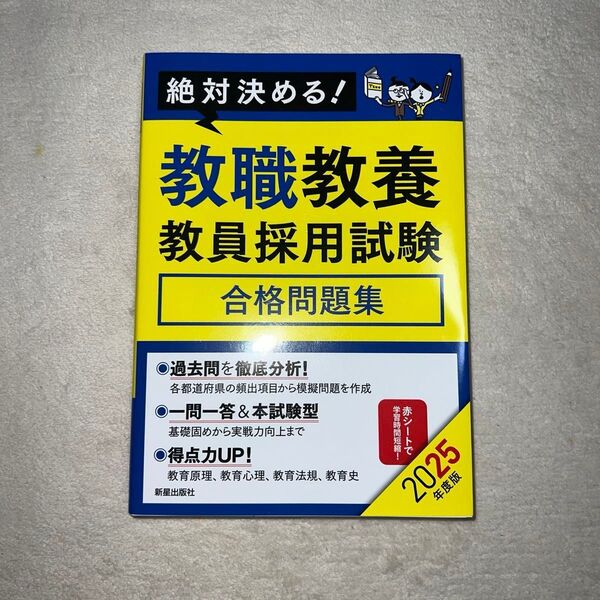 絶対決める!
Test
教職教養
教員採用試験
合格問題集
●過去問を徹底分析!
各都道府県の頻出項目から模擬問題を作成
●一問一答&本試験型
基礎固めから実戦力向上まで
●得点力UP!
教育原理、教育心理、教育法規、教育史
新星出版社
赤シートで
学習時間短縮!
2025
年度版